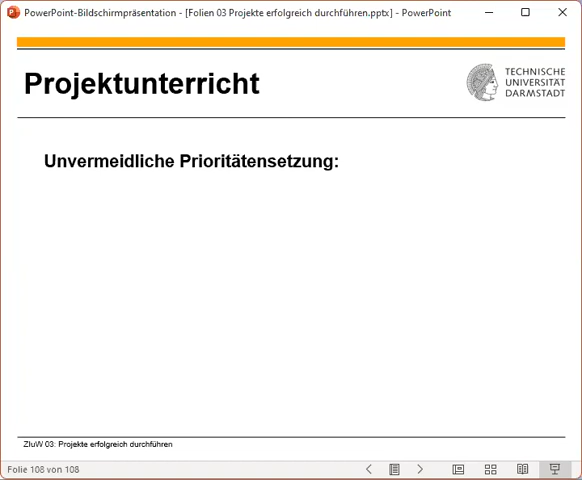 PowerPoint-Bildschirmpräsentation - [Folien 03 Projekte erfolgreich durchführen.pptx] - PowerPoint
Projektunterricht
TECHNISCHE
UNIVERSITÄT
DARMSTADT
Unvermeidliche Prioritätensetzung:
ZIuW 03: Projekte erfolgreich durchführen
Folie 108 von 108